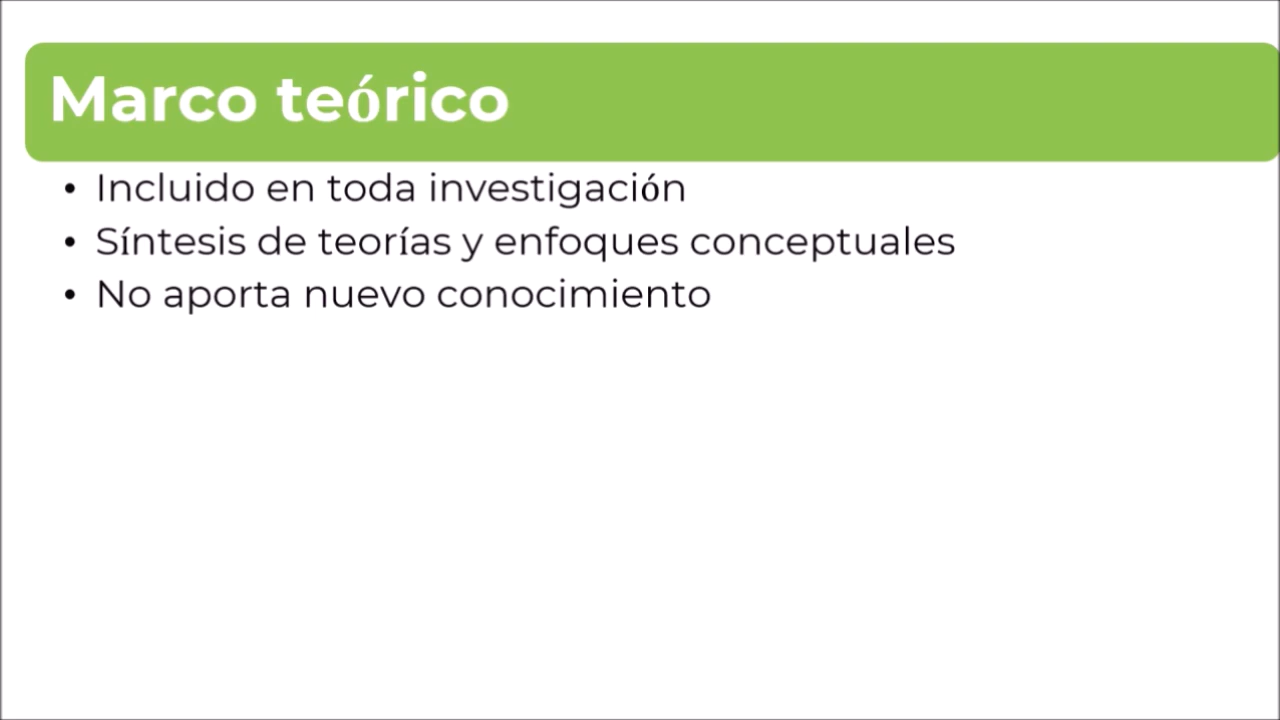 Marco teórico
• Incluido en toda investigación
• Síntesis de teorías y enfoques conceptuales
• No aporta nuevo conocimiento